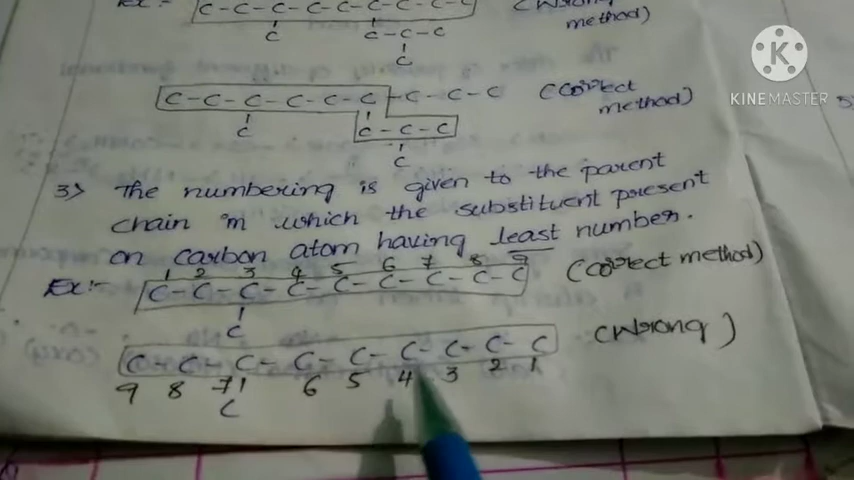 Ex :- C-C-C-C-C-C-C-C-C (Wrong
method)
C C-C-C
C
C-C-C-C-C-C-C-C-C (Correct
method)
C C-C-C
C
3) The numbering is given to the parent
chain in which the substituent present
on carbon atom having least number.
1 2 3 4 5 6 7 8 9
Ex:- C-C-C-C-C-C-C-C-C (Correct method)
C
C-C-C-C-C-C-C-C-C (Wrong)
9 8 7 6 5 4 3 2 1
C
KINEMASTER